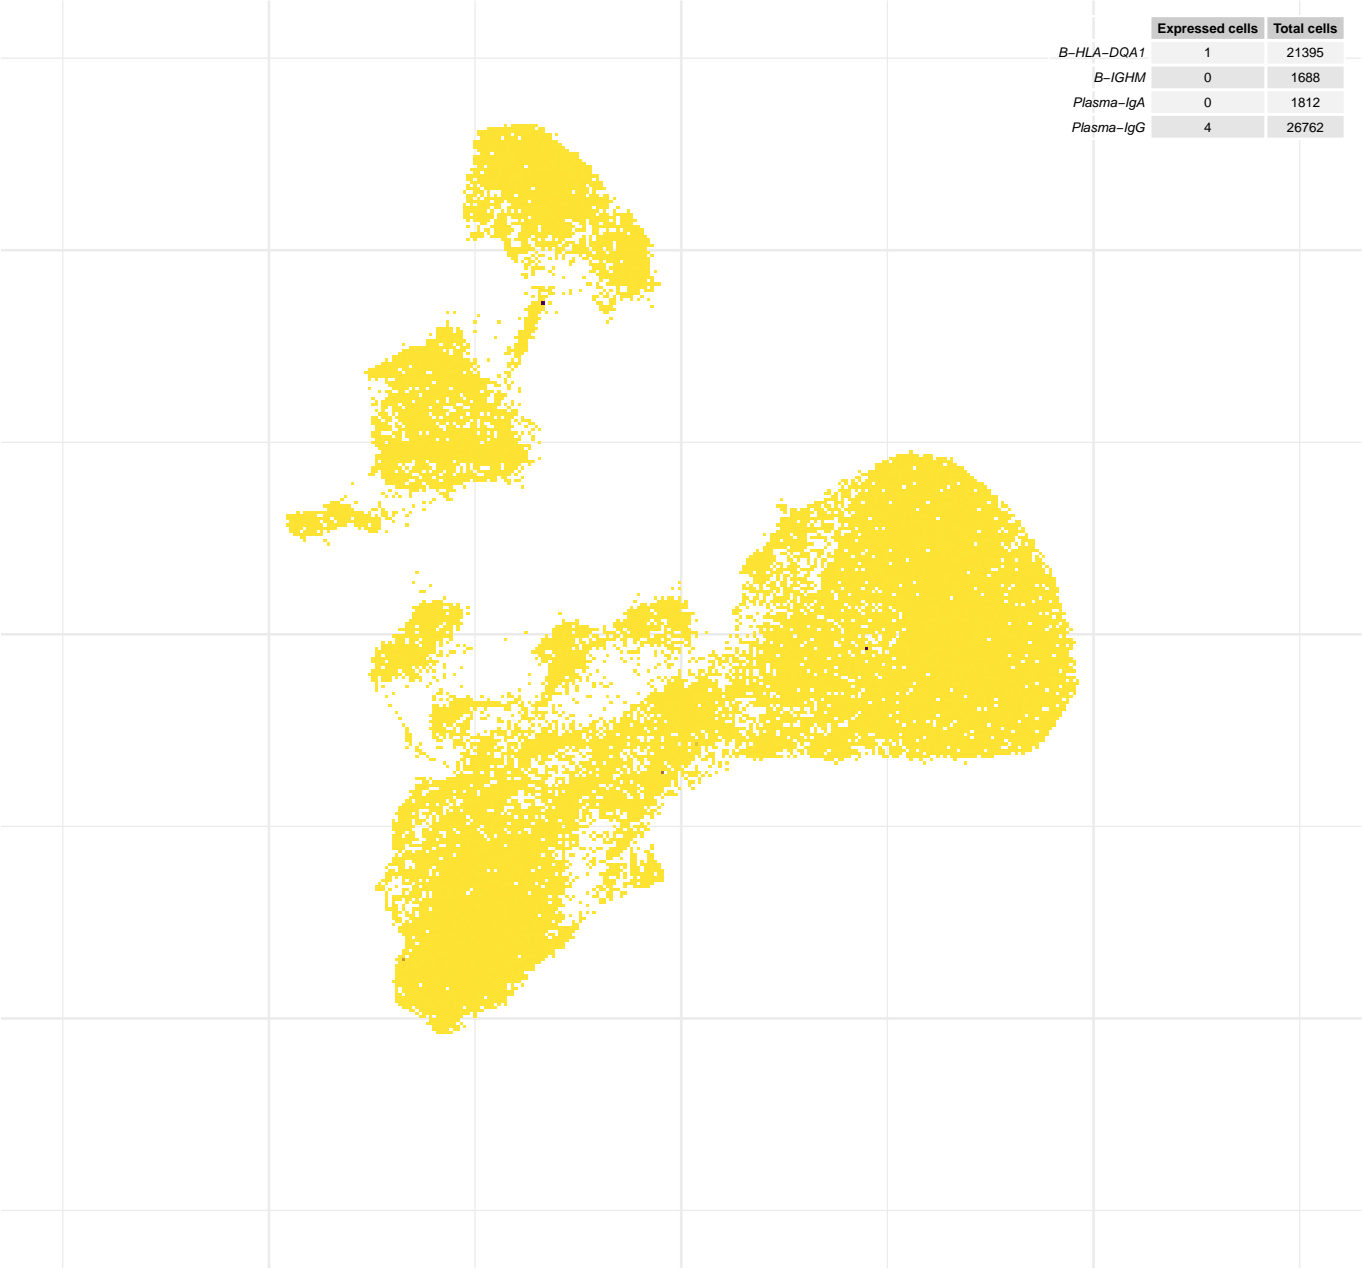 Expressed cells Total cells
B−HLA−DQA1 1 21395
B−IGHM 0 1688
Plasma−IgA 0 1812
Plasma−IgG 4 26762